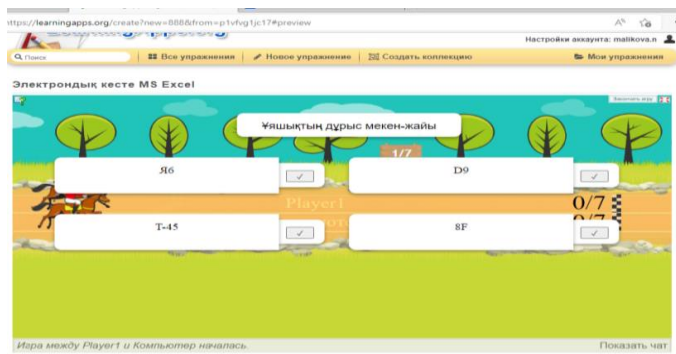 https://learningapps.org/create?new=888&from=p1vfvg1jc17#preview
Настройки аккаунта: malikova.n
Поиск
Все упражнения
Новое упражнение
Создать коллекцию
Мои упражнения
Электрондық кесте MS Excel
Ұяшықтың дұрыс мекен-жайы
1/7
Я6
D9
Player1
0/7
0/7
T-45
8F
Игра между Player1 и Компьютер началась.
Показать чат